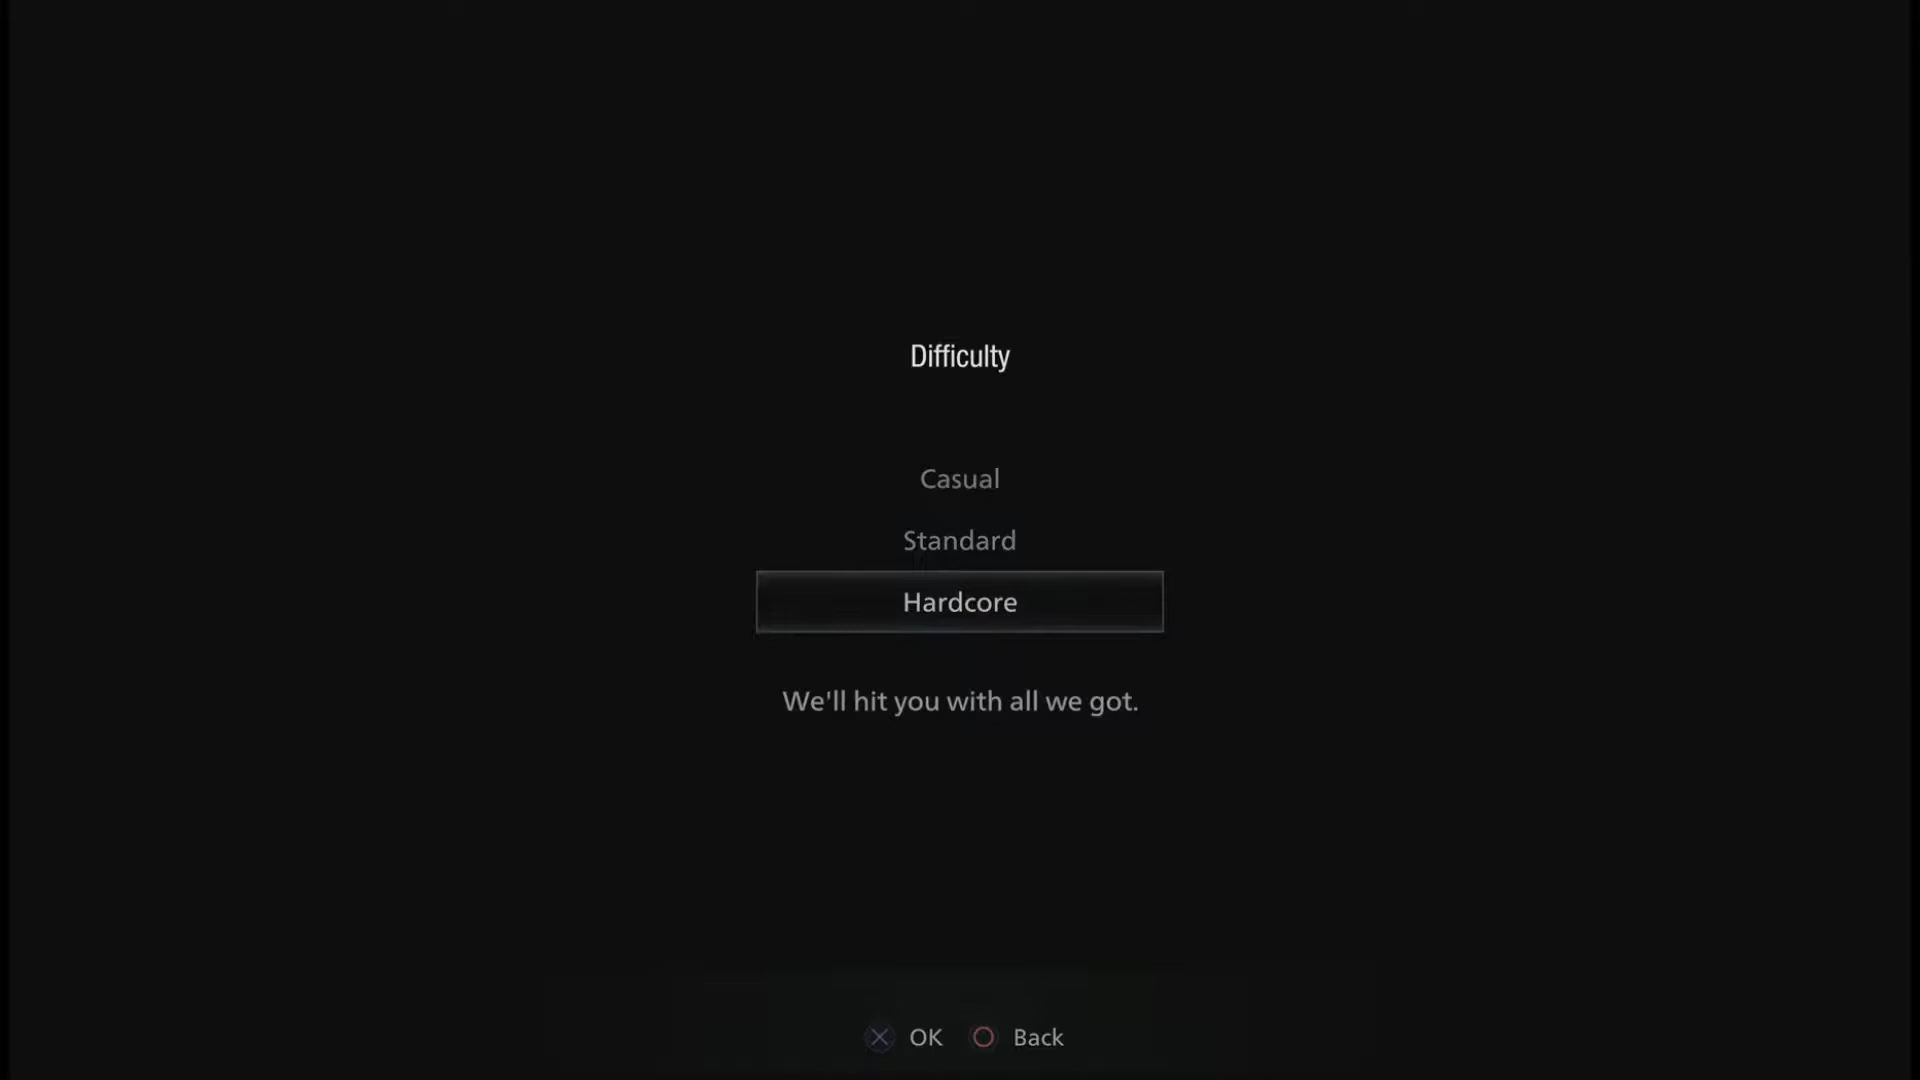 Difficulty
Casual
Standard
Hardcore
We'll hit you with all we got.
OK Back